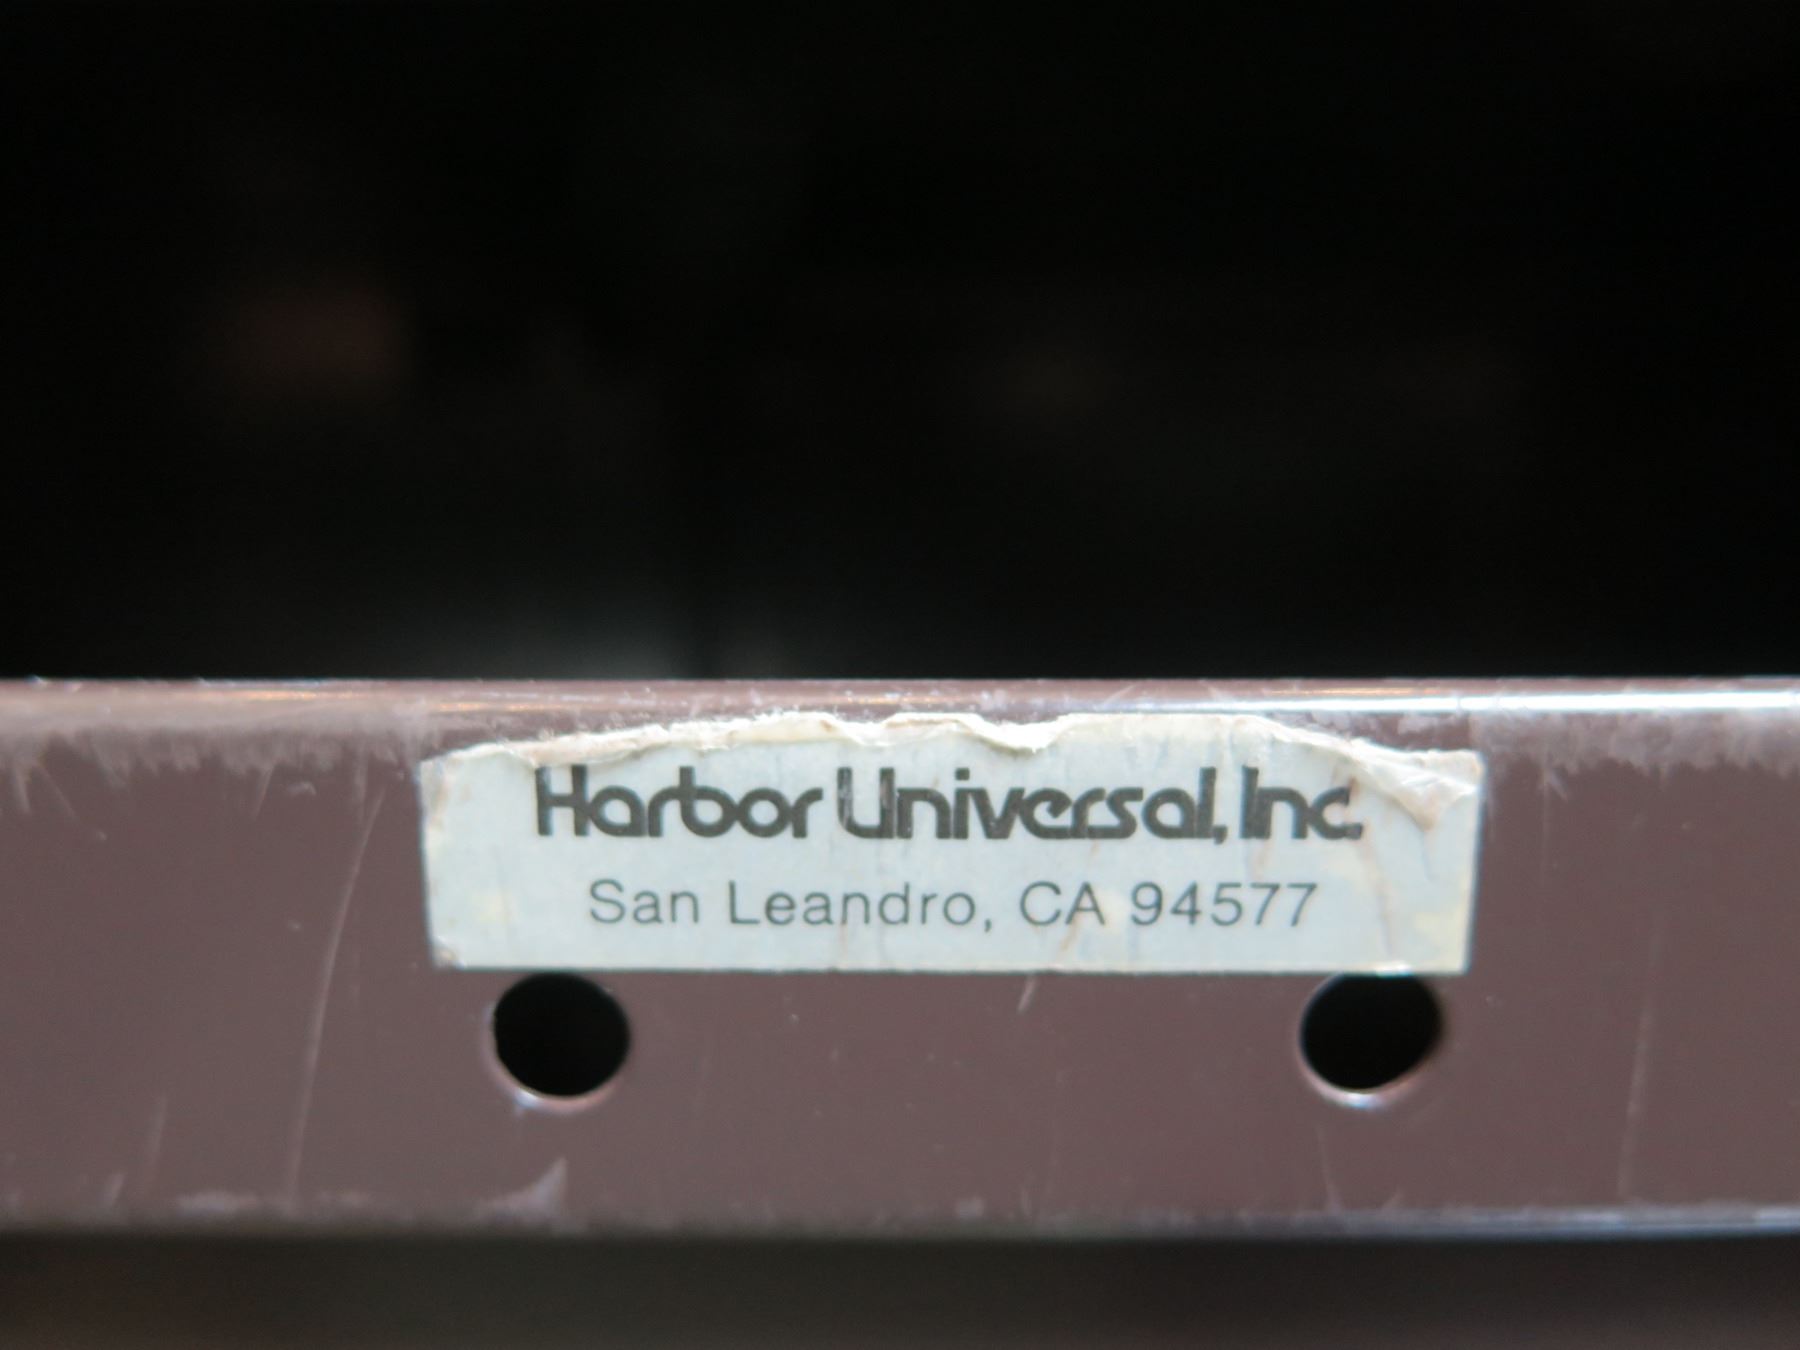 Harbor Universal, Inc.
San Leandro, CA 94577